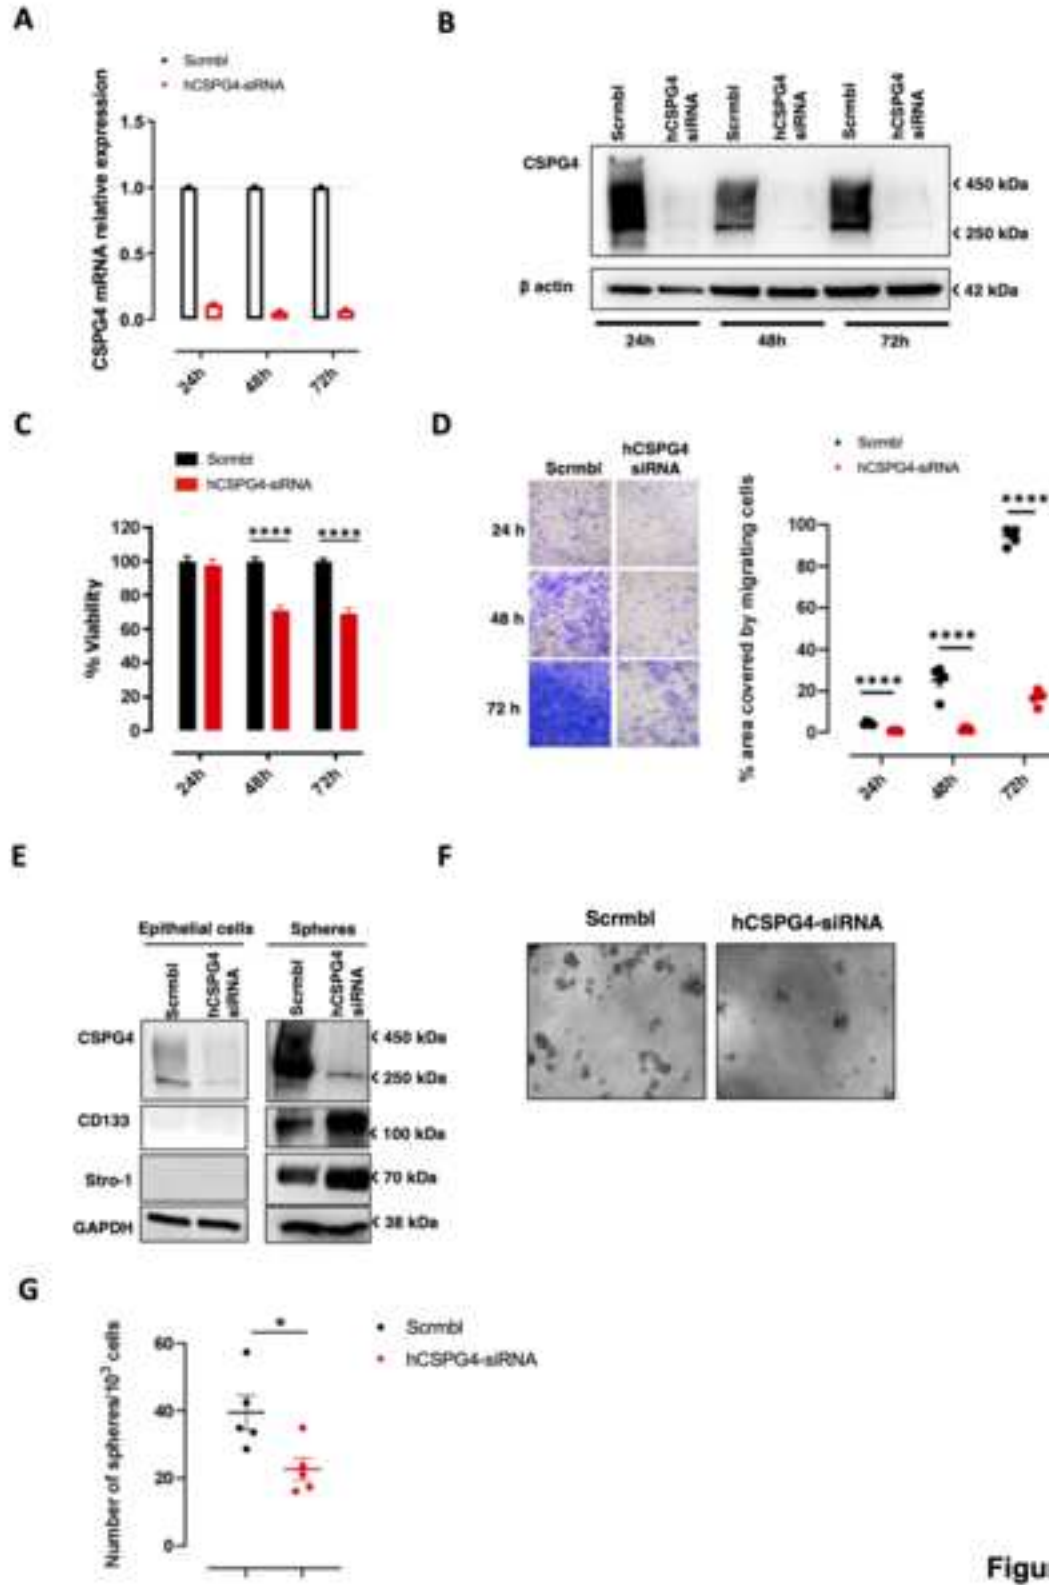 A
Scrmbl
hCSPG4-siRNA
CSPG4 mRNA relative expression
1.5
1.0
0.5
0.0
24h
48h
72h
B
Scrmbl
hCSPG4
siRNA
Scrmbl
hCSPG4
siRNA
Scrmbl
hCSPG4
siRNA
CSPG4
< 450 kDa
< 250 kDa
β actin
< 42 kDa
24h
48h
72h
C
Scrmbl
hCSPG4-siRNA
% Viability
120
100
80
60
40
20
0
**** ****
24h
48h
72h
D
Scrmbl
hCSPG4
siRNA
24 h
48 h
72 h
Scrmbl
hCSPG4-siRNA
% area covered by migrating cells
100
80
60
40
20
0
****
****
****
24h
48h
72h
E
Epithelial cells
Spheres
Scrmbl
hCSPG4
siRNA
Scrmbl
hCSPG4
siRNA
CSPG4
< 450 kDa
< 250 kDa
CD133
< 100 kDa
Stro-1
< 70 kDa
GAPDH
< 38 kDa
F
Scrmbl
hCSPG4-siRNA
G
Scrmbl
hCSPG4-siRNA
Number of spheres/10³ cells
60
40
20
0
*
Figu